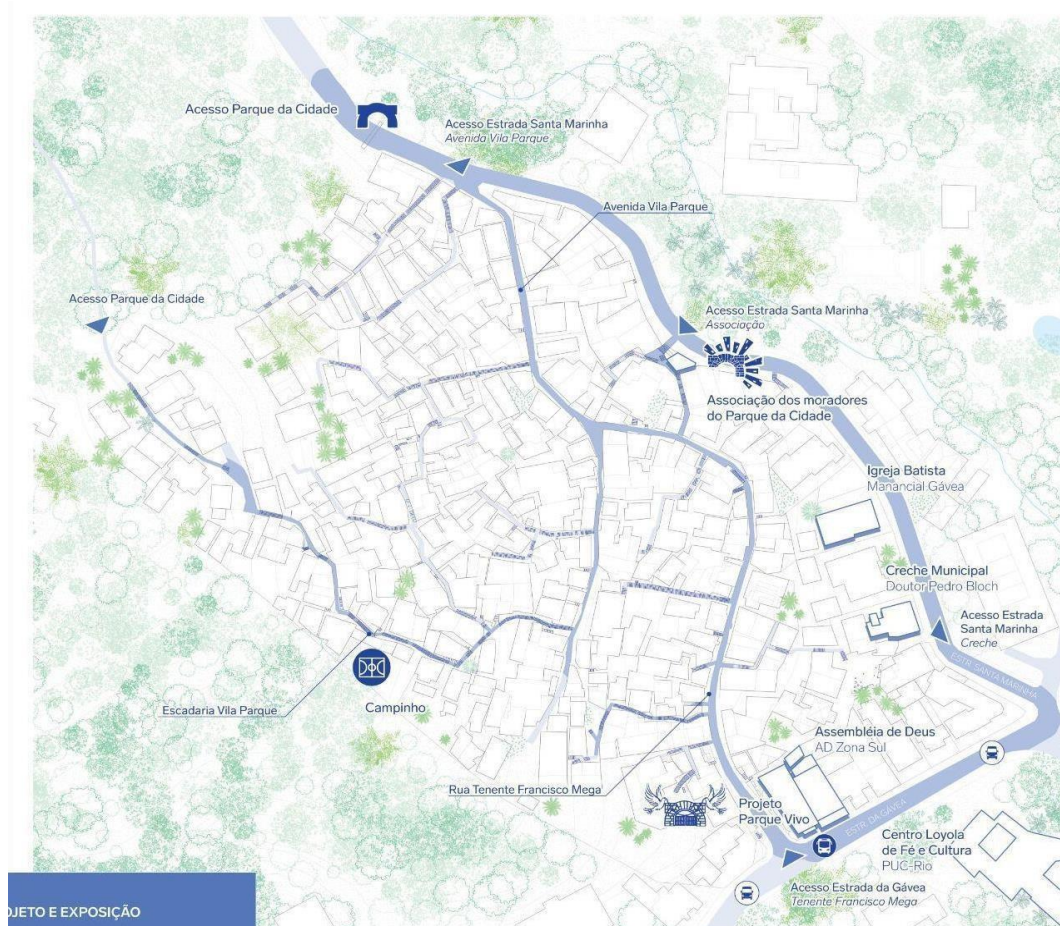 Acesso Parque da Cidade
Acesso Estrada Santa Marinha
Avenida Vila Parque
Avenida Vila Parque
Acesso Parque da Cidade
Acesso Estrada Santa Marinha
Associação
Associação dos moradores
do Parque da Cidade
Igreja Batista
Manancial Gávea
Creche Municipal
Doutor Pedro Bloch
Acesso Estrada
Santa Marinha
Creche
ESTR. SANTA MARINHA
Escadaria Vila Parque
Campinho
Assembléia de Deus
AD Zona Sul
Rua Tenente Francisco Mega
Projeto
Parque Vivo
ESTR. DA GÁVEA
Centro Loyola
de Fé e Cultura
PUC-Rio
Acesso Estrada da Gávea
Tenente Francisco Mega
OJETO E EXPOSIÇÃO